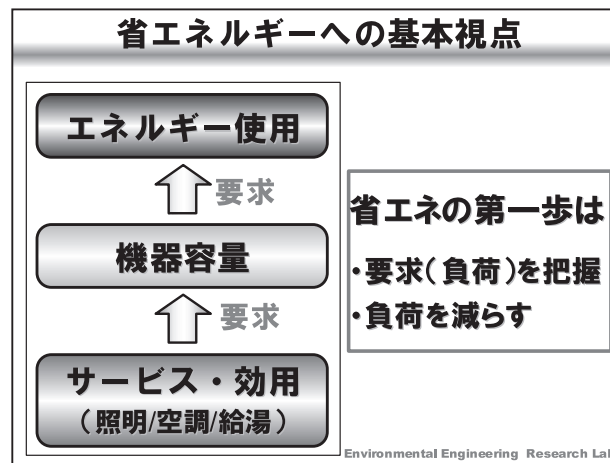 省エネルギーへの基本視点
エネルギー使用
要求
機器容量
要求
サービス・効用
（照明/空調/給湯）
省エネの第一歩は
・要求（負荷）を把握
・負荷を減らす
Environmental Engineering Research Lab